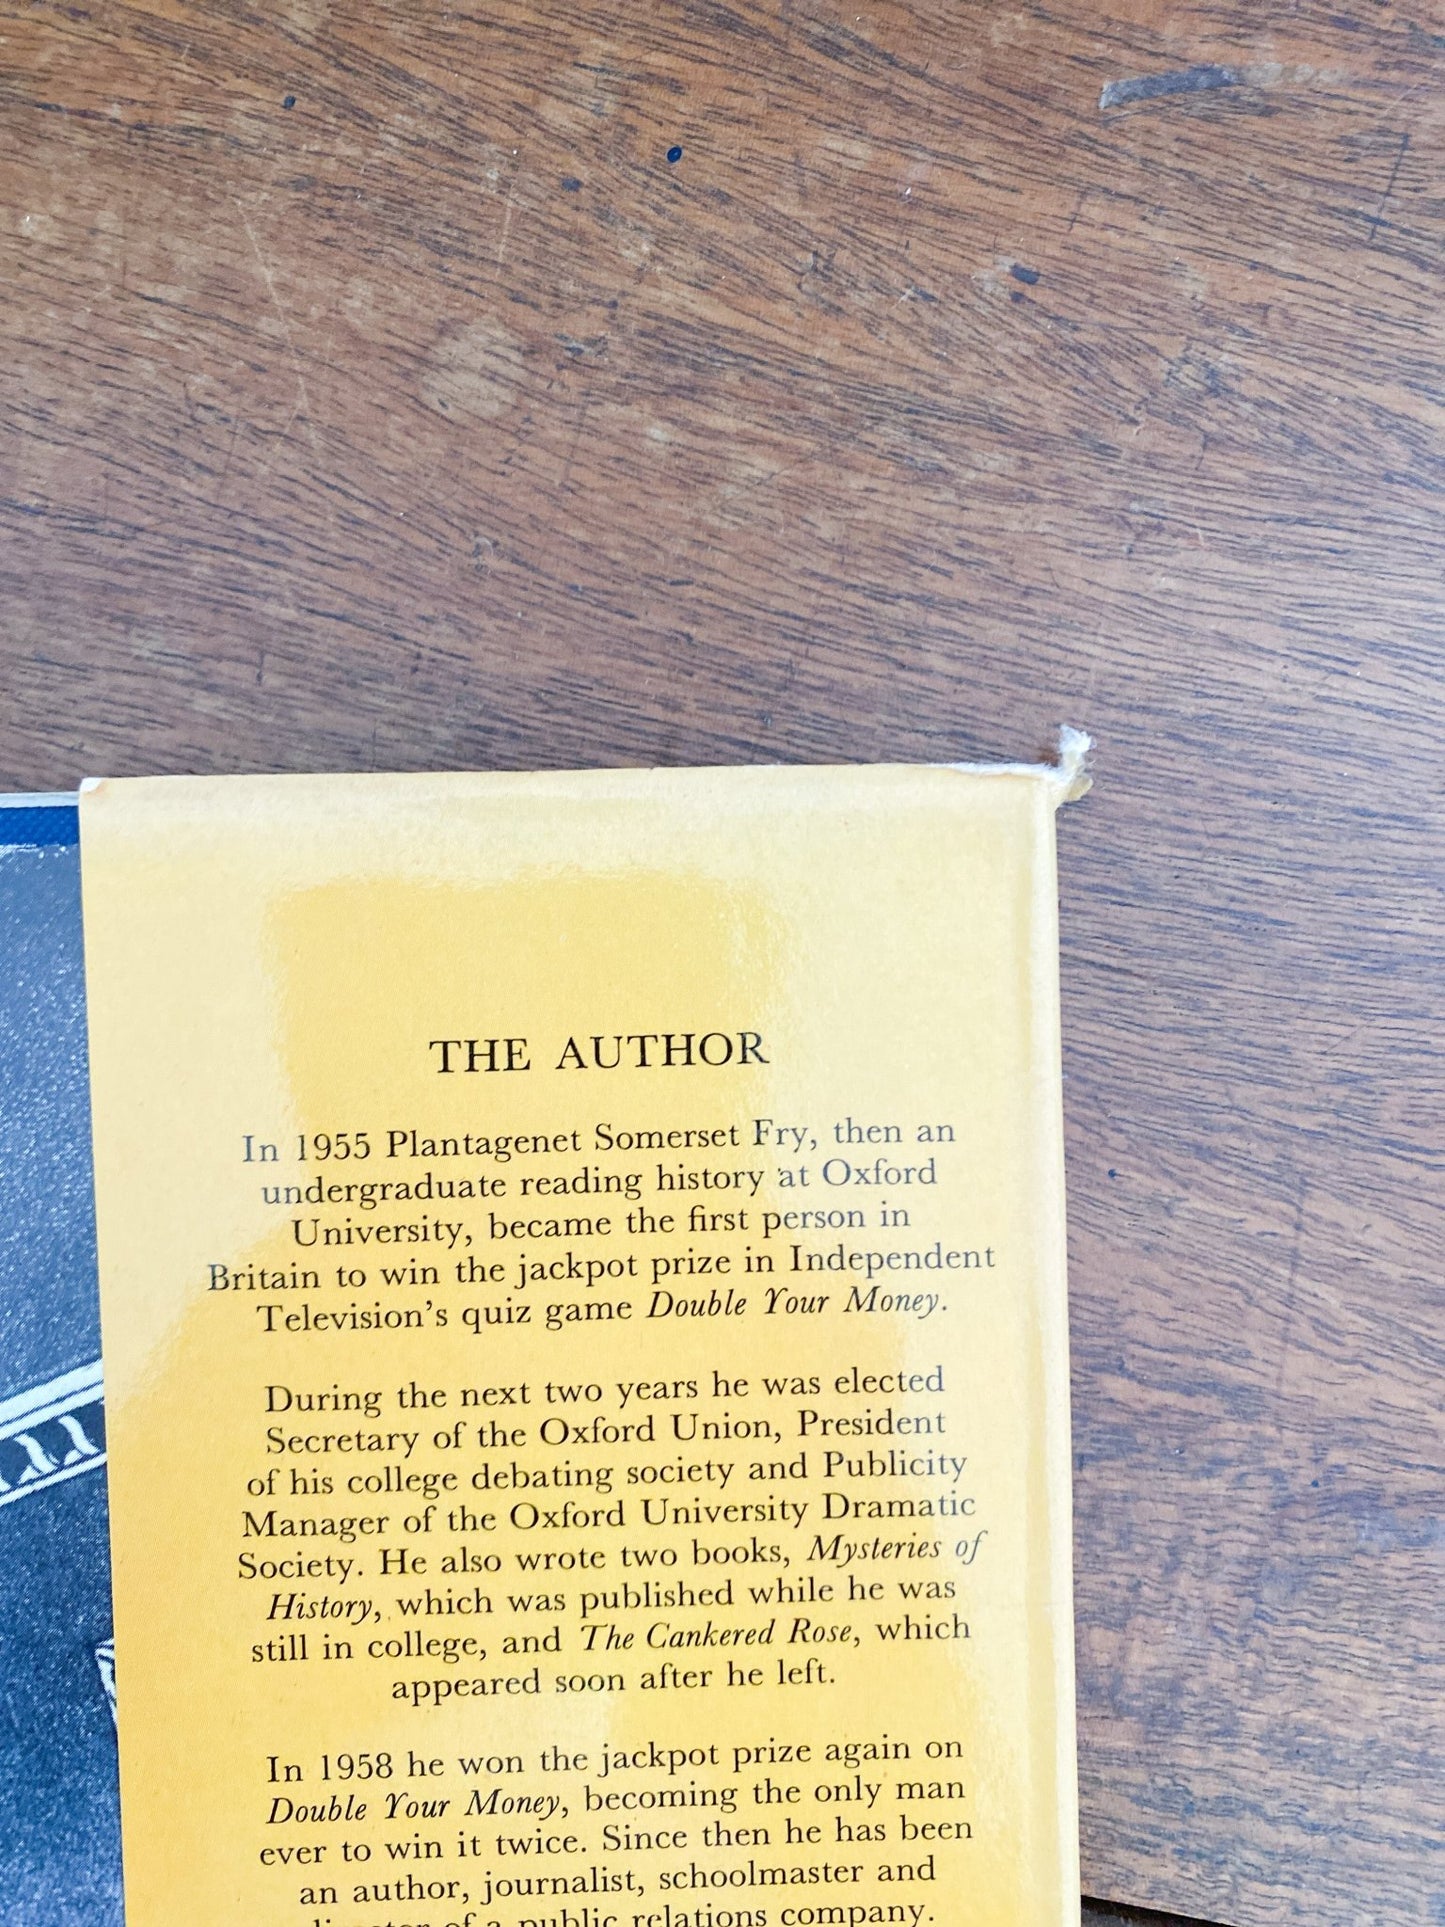 THE AUTHOR
In 1955 Plantagenet Somerset Fry, then an
undergraduate reading history at Oxford
University, became the first person in
Britain to win the jackpot prize in Independent
Television's quiz game Double Your Money.
During the next two years he was elected
Secretary of the Oxford Union, President
of his college debating society and Publicity
Manager of the Oxford University Dramatic
Society. He also wrote two books, Mysteries of
History, which was published while he was
still in college, and The Cankered Rose, which
appeared soon after he left.
In 1958 he won the jackpot prize again on
Double Your Money, becoming the only man
ever to win it twice. Since then he has been
an author, journalist, schoolmaster and
director of a public relations company.